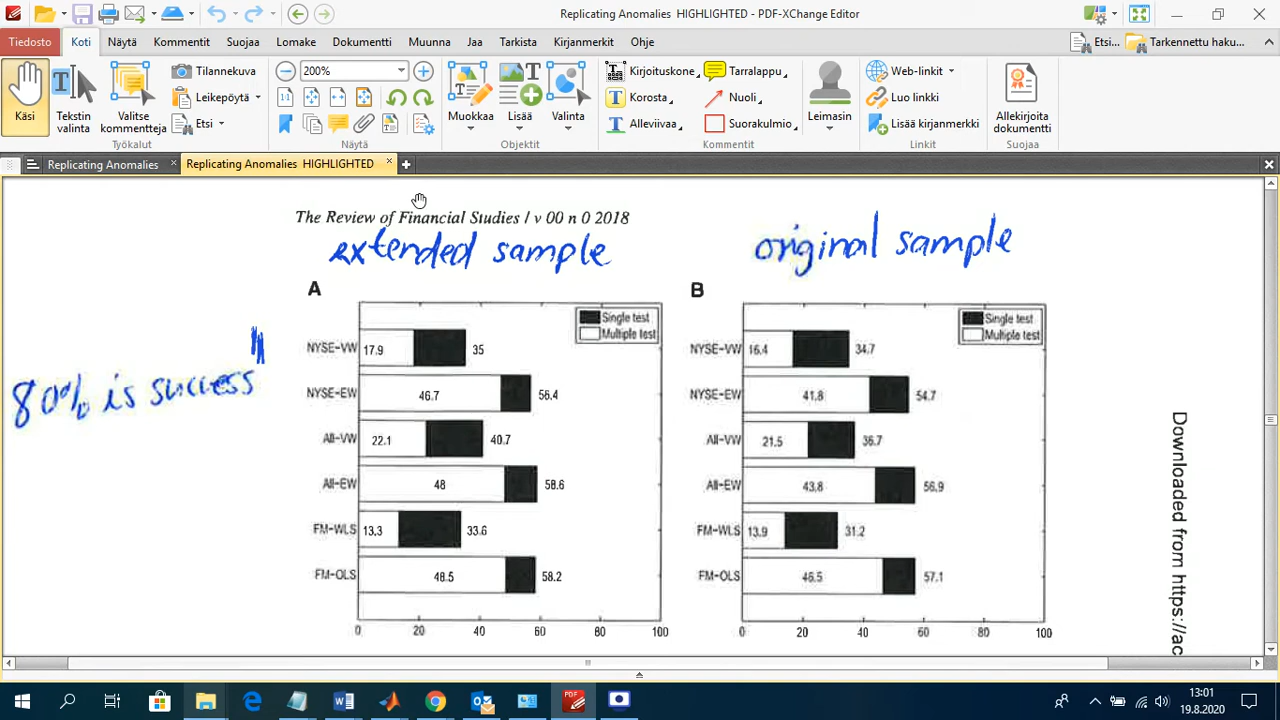 Replicating Anomalies HIGHLIGHTED - PDF-XChange Editor
Tiedosto Koti Näytä Kommentit Suojaa Lomake Dokumentti Muunna Jaa Tarkista Kirjanmerkit Ohje Etsi... Tarkennettu haku...
Käsi
Tekstin valinta
Valitse kommentteja
Tilannekuva
Leikepöytä
Etsi
Työkalut
200%
Näytä
Muokkaa
Lisää
Valinta
Objektit
Kirjoituskone
Korosta
Alleviivaa
Tarralappu
Nuoli
Suorakulmio
Kommentit
Leimasin
Web-linkit
Luo linkki
Lisää kirjanmerkki
Linkit
Allekirjoita dokumentti
Suojaa
Replicating Anomalies
Replicating Anomalies HIGHLIGHTED
The Review of Financial Studies / v 00 n 0 2018
extended sample
original sample
80% is success
A
Single test
Multiple test
NYSE-VW 17.9 35
NYSE-EW 46.7 56.4
All-VW 22.1 40.7
All-EW 48 58.6
FM-WLS 13.3 33.6
FM-OLS 48.5 58.2
0 20 40 60 80 100
B
Single test
Multiple test
NYSE-VW 16.4 34.7
NYSE-EW 41.8 54.7
All-VW 21.5 36.7
All-EW 43.8 56.9
FM-WLS 13.9 31.2
FM-OLS 46.5 57.1
0 20 40 60 80 100
Downloaded from https://ac
13:01
19.8.2020